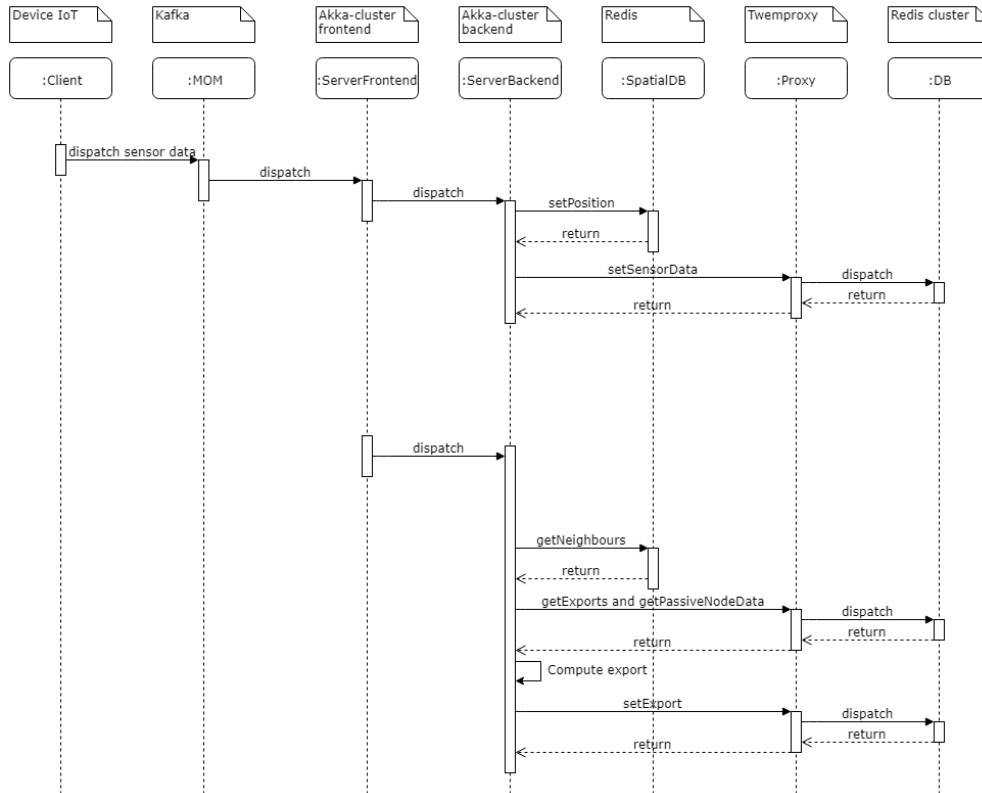 Device IoT
Kafka
Akka-cluster
frontend
Akka-cluster
backend
Redis
Twemproxy
Redis cluster
:Client
:MOM
:ServerFrontend
:ServerBackend
:SpatialDB
:Proxy
:DB
dispatch sensor data
dispatch
dispatch
setPosition
return
setSensorData
dispatch
return
return
dispatch
getNeighbours
return
getExports and getPassiveNodeData
dispatch
return
return
Compute export
setExport
dispatch
return
return